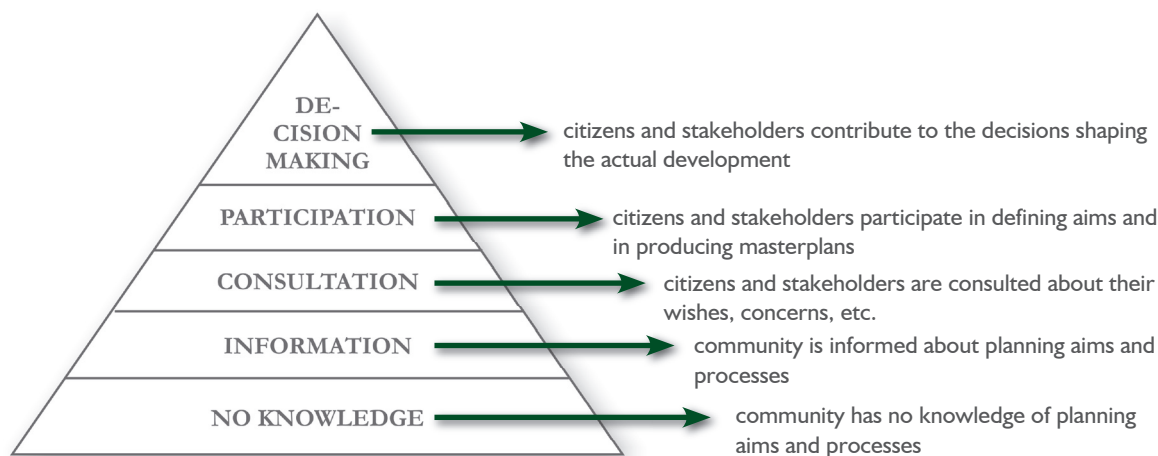 DE-
CISION
MAKING
citizens and stakeholders contribute to the decisions shaping
the actual development
PARTICIPATION
citizens and stakeholders participate in defining aims and
in producing masterplans
CONSULTATION
citizens and stakeholders are consulted about their
wishes, concerns, etc.
INFORMATION
community is informed about planning aims and
processes
NO KNOWLEDGE
community has no knowledge of planning
aims and processes